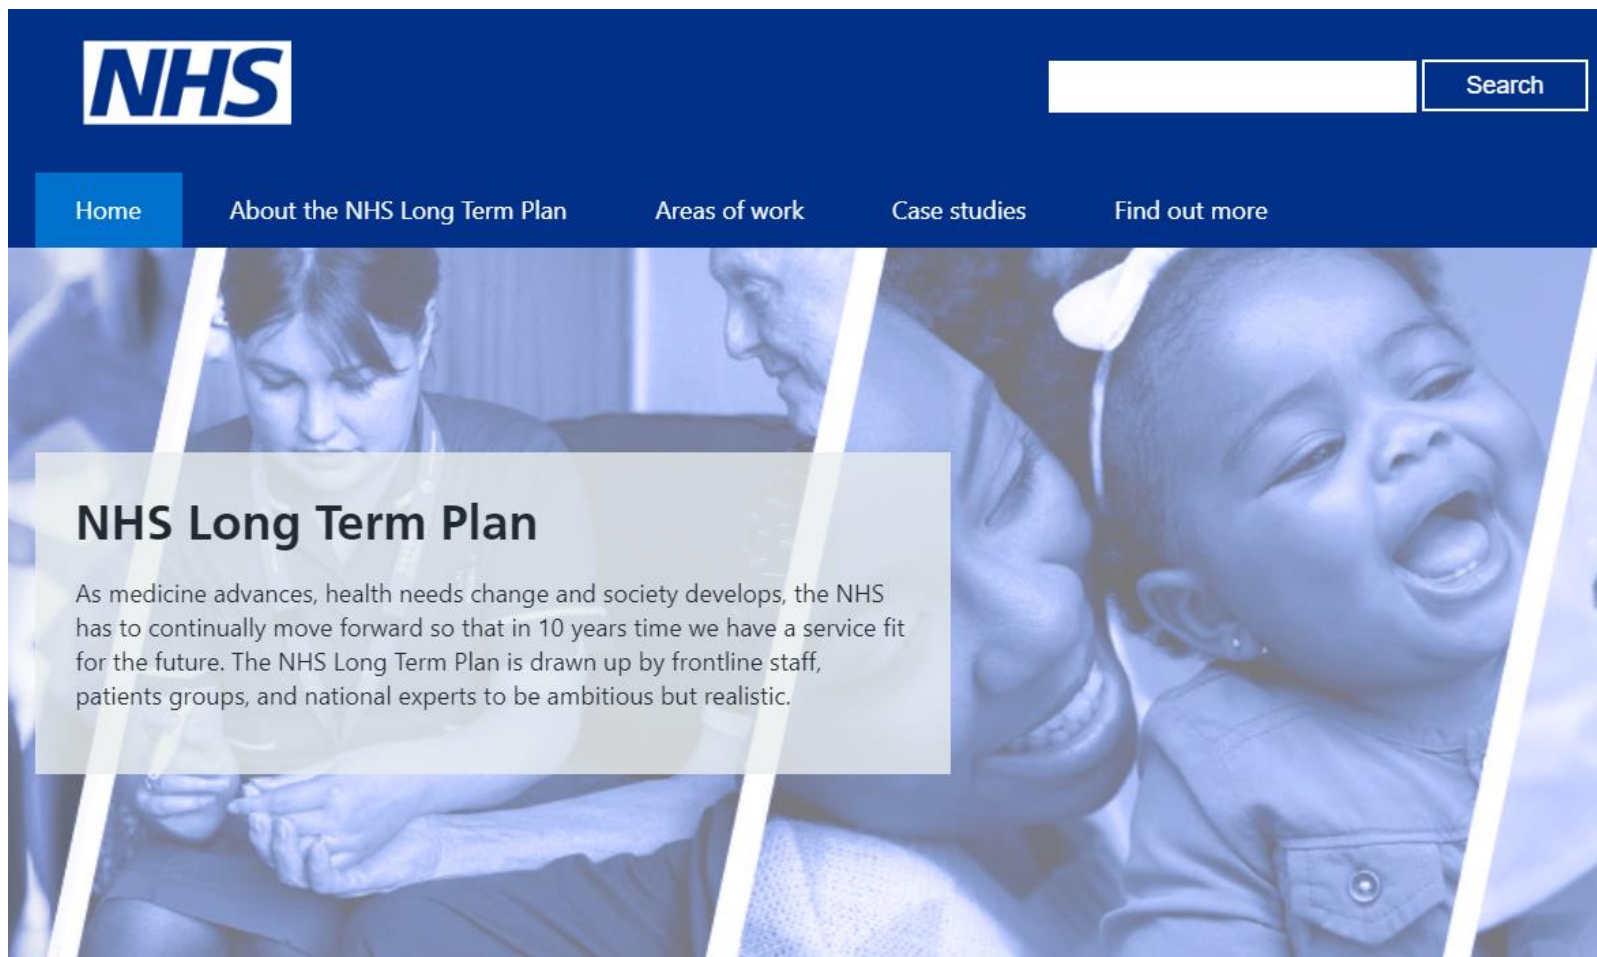 NHS
Search
Home
About the NHS Long Term Plan
Areas of work
Case studies
Find out more
NHS Long Term Plan
As medicine advances, health needs change and society develops, the NHS
has to continually move forward so that in 10 years time we have a service fit
for the future. The NHS Long Term Plan is drawn up by frontline staff,
patients groups, and national experts to be ambitious but realistic.